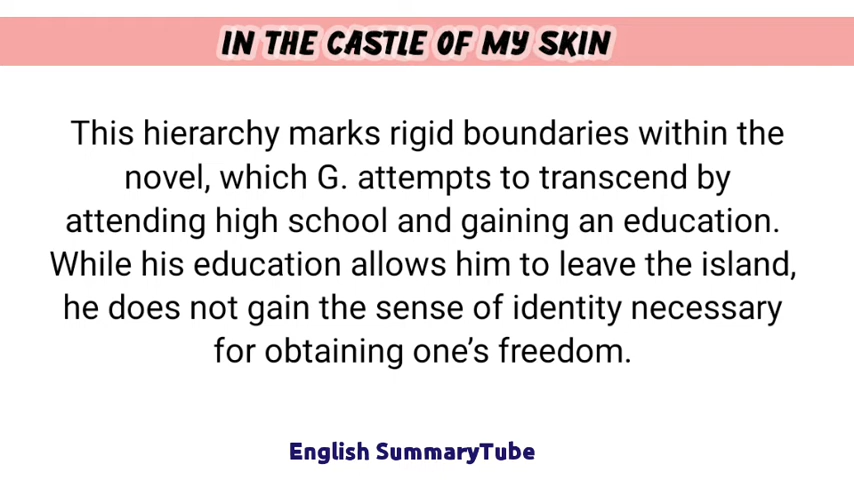 IN THE CASTLE OF MY SKIN
This hierarchy marks rigid boundaries within the
novel, which G. attempts to transcend by
attending high school and gaining an education.
While his education allows him to leave the island,
he does not gain the sense of identity necessary
for obtaining one’s freedom.
English SummaryTube